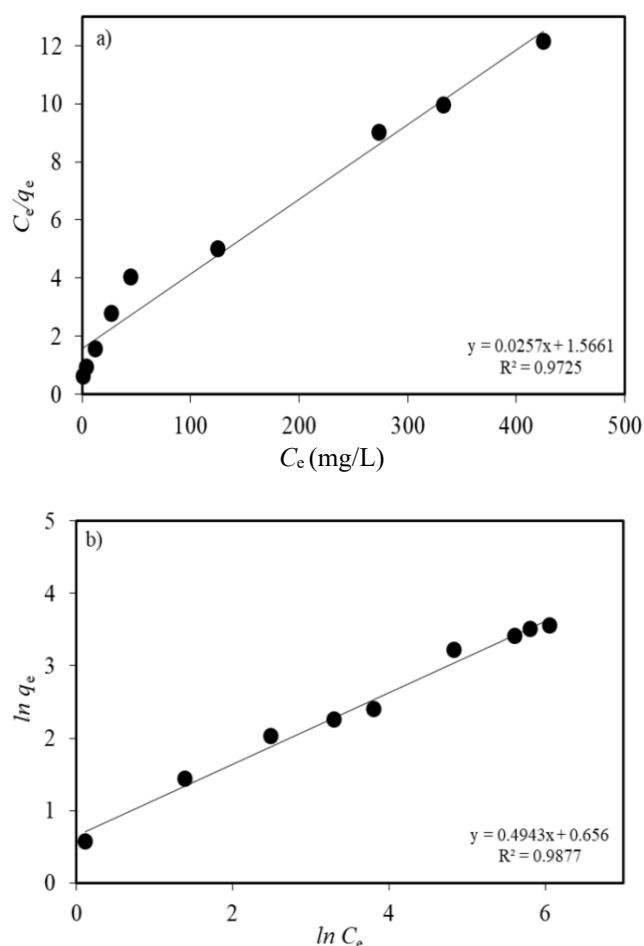 a)
12
10
8
6
4
2
0
Ce/qe
y = 0.0257x + 1.5661
R² = 0.9725
0 100 200 300 400 500
Ce (mg/L)
b)
5
4
3
2
1
0
ln qe
y = 0.4943x + 0.656
R² = 0.9877
0 2 4 6
ln Ce